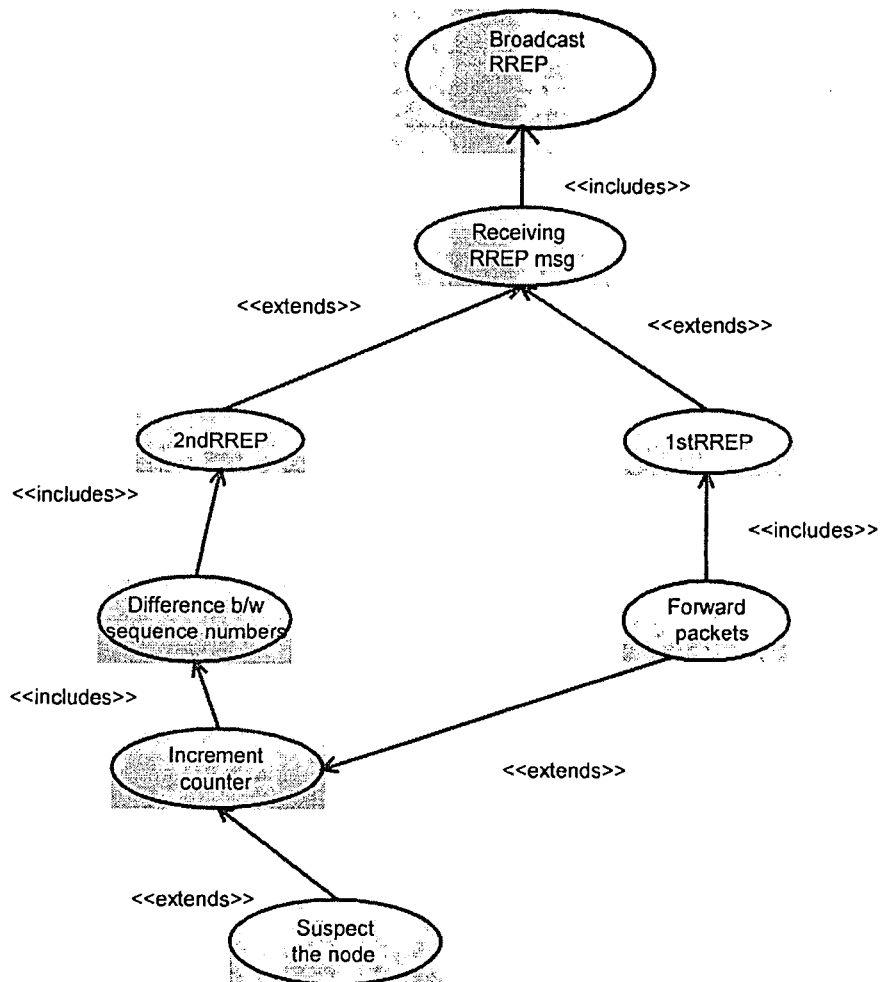 Broadcast
RREP
<<includes>>
Receiving
RREP msg
<<extends>>
<<extends>>
2ndRREP
1stRREP
<<includes>>
<<includes>>
Difference b/w
sequence numbers
Forward
packets
<<includes>>
Increment
counter
<<extends>>
<<extends>>
Suspect
the node